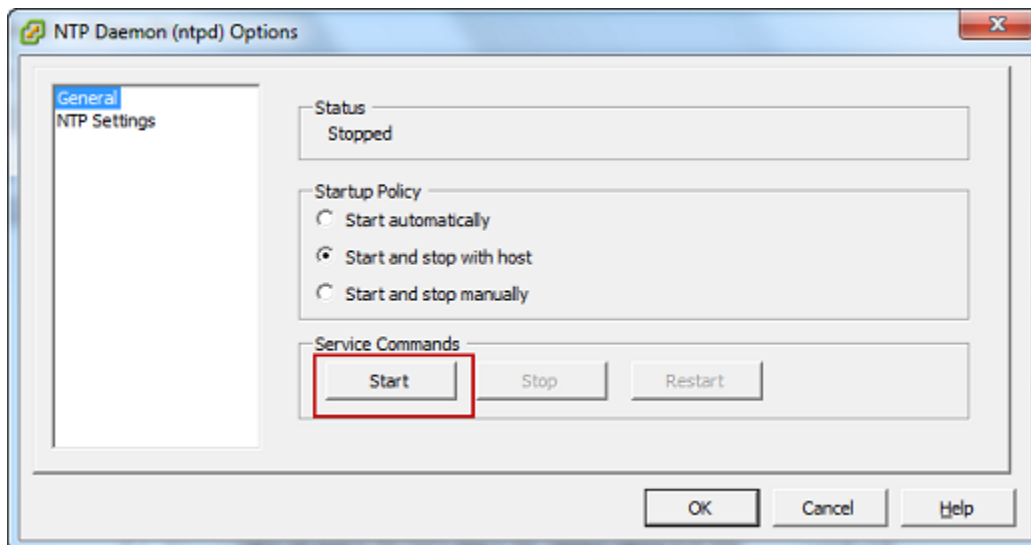 NTP Daemon (ntpd) Options
General
NTP Settings
Status
Stopped
Startup Policy
Start automatically
Start and stop with host
Start and stop manually
Service Commands
Start Stop Restart
OK Cancel Help